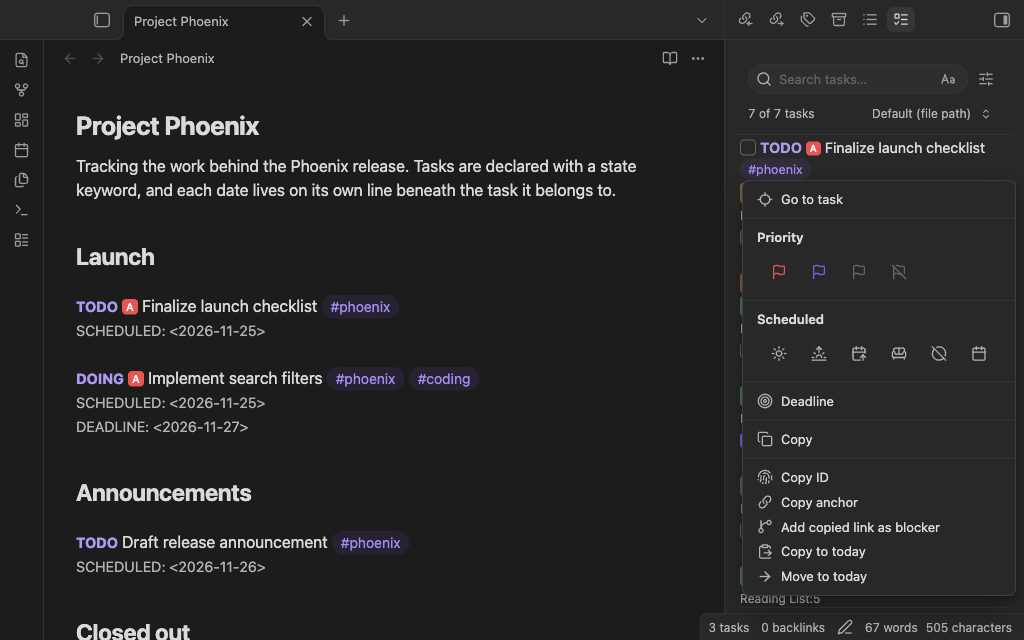 Project Phoenix
Project Phoenix
Project Phoenix
Tracking the work behind the Phoenix release. Tasks are declared with a state
keyword, and each date lives on its own line beneath the task it belongs to.
Launch
TODO A Finalize launch checklist #phoenix
SCHEDULED: <2026-11-25>
DOING A Implement search filters #phoenix #coding
SCHEDULED: <2026-11-25>
DEADLINE: <2026-11-27>
Announcements
TODO Draft release announcement #phoenix
SCHEDULED: <2026-11-26>
Closed out
Search tasks... Aa
7 of 7 tasks Default (file path)
TODO A Finalize launch checklist
#phoenix
Go to task
Priority
Scheduled
Deadline
Copy
Copy ID
Copy anchor
Add copied link as blocker
Copy to today
Move to today
Reading List:5
3 tasks 0 backlinks 67 words 505 characters